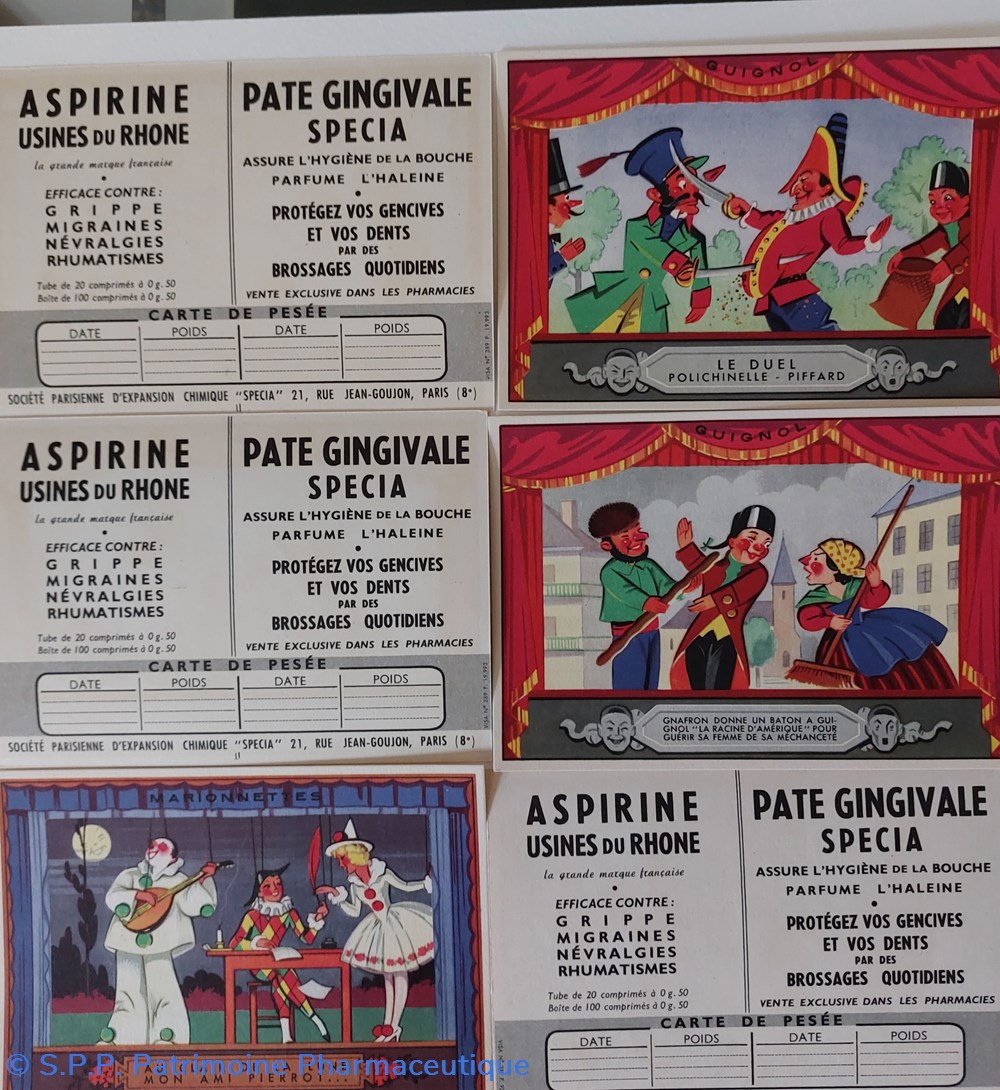 ASPIRINE
USINES DU RHONE
la grande marque française
EFFICACE CONTRE :
GRIPPE
MIGRAINES
NÉVRALGIES
RHUMATISMES
Tube de 20 comprimés à 0 g. 50
Boîte de 100 comprimés à 0 g. 50
PATE GINGIVALE
SPECIA
ASSURE L'HYGIÈNE DE LA BOUCHE
PARFUME L'HALEINE
PROTÉGEZ VOS GENCIVES
ET VOS DENTS
PAR DES
BROSSAGES QUOTIDIENS
VENTE EXCLUSIVE DANS LES PHARMACIES
CARTE DE PESÉE
DATE POIDS DATE POIDS
VISA N° 259 P. 19.993
SOCIÉTÉ PARISIENNE D'EXPANSION CHIMIQUE "SPECIA" 21, RUE JEAN-GOUJON, PARIS (8e)
GUIGNOL
LE DUEL
POLICHINELLE - PIFFARD
ASPIRINE
USINES DU RHONE
la grande marque française
EFFICACE CONTRE :
GRIPPE
MIGRAINES
NÉVRALGIES
RHUMATISMES
Tube de 20 comprimés à 0 g. 50
Boîte de 100 comprimés à 0 g. 50
PATE GINGIVALE
SPECIA
ASSURE L'HYGIÈNE DE LA BOUCHE
PARFUME L'HALEINE
PROTÉGEZ VOS GENCIVES
ET VOS DENTS
PAR DES
BROSSAGES QUOTIDIENS
VENTE EXCLUSIVE DANS LES PHARMACIES
CARTE DE PESÉE
DATE POIDS DATE POIDS
VISA N° 259 P. 19.993
SOCIÉTÉ PARISIENNE D'EXPANSION CHIMIQUE "SPECIA" 21, RUE JEAN-GOUJON, PARIS (8e)
GUIGNOL
GNAFRON DONNE UN BATON A GUI-
GNOL "LA RACINE D'AMÉRIQUE" POUR
GUÉRIR SA FEMME DE SA MÉCHANCETÉ
MARIONNETTES
MON AMI PIERROT...
ASPIRINE
USINES DU RHONE
la grande marque française
EFFICACE CONTRE :
GRIPPE
MIGRAINES
NÉVRALGIES
RHUMATISMES
Tube de 20 comprimés à 0 g. 50
Boîte de 100 comprimés à 0 g. 50
PATE GINGIVALE
SPECIA
ASSURE L'HYGIÈNE DE LA BOUCHE
PARFUME L'HALEINE
PROTÉGEZ VOS GENCIVES
ET VOS DENTS
PAR DES
BROSSAGES QUOTIDIENS
VENTE EXCLUSIVE DANS LES PHARMACIES
CARTE DE PESÉE
DATE POIDS DATE POIDS
© S.P.P. Patrimoine Pharmaceutique